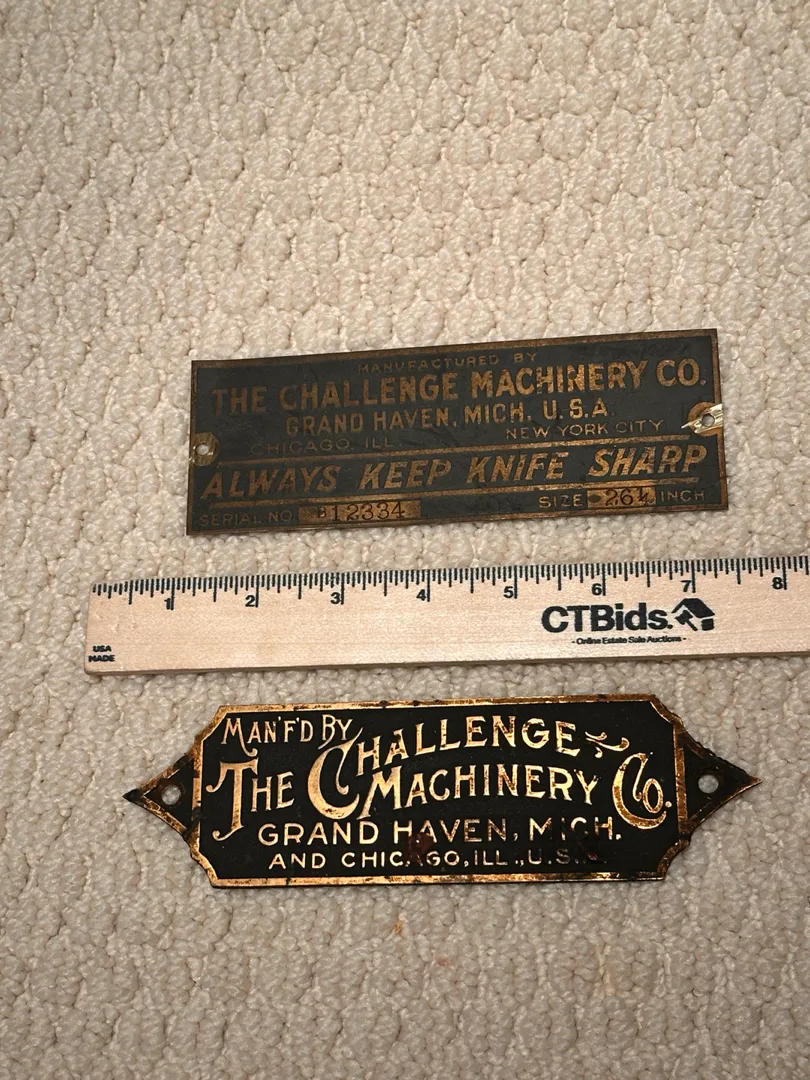 MANUFACTURED BY
THE CHALLENGE MACHINERY CO.
GRAND HAVEN, MICH. U.S.A.
CHICAGO, ILL. NEW YORK CITY
ALWAYS KEEP KNIFE SHARP
SERIAL NO. B12334 SIZE 26½ INCH
1 2 3 4 5 6 7 8
USA
MADE
CTBids.
- Online Estate Sale Auctions -
MAN'F'D BY
THE CHALLENGE
MACHINERY CO.
GRAND HAVEN, MICH.
AND CHICAGO, ILL., U.S.